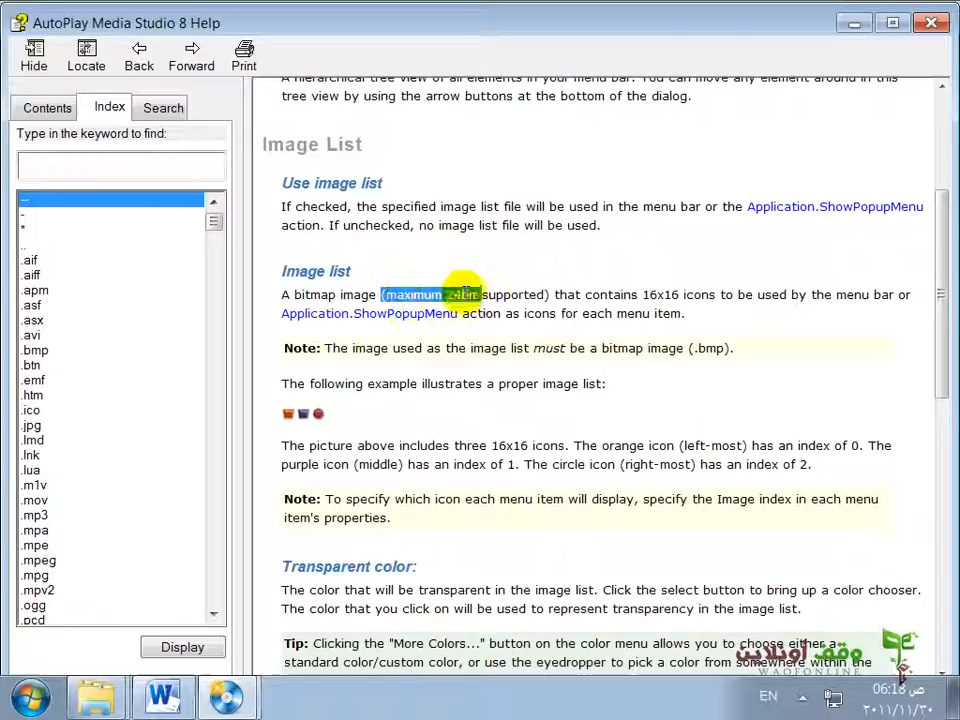 AutoPlay Media Studio 8 Help
Hide Locate Back Forward Print
Contents Index Search
Type in the keyword to find:
--
-
*
..
.aif
.aiff
.apm
.asf
.asx
.avi
.bmp
.btn
.emf
.htm
.ico
.jpg
.lmd
.lnk
.lua
.m1v
.mov
.mp3
.mpa
.mpe
.mpeg
.mpg
.mpv2
.ogg
.pcd
Display
A hierarchical tree view of all elements in your menu bar. You can move any element around in this
tree view by using the arrow buttons at the bottom of the dialog.
Image List
Use image list
If checked, the specified image list file will be used in the menu bar or the Application.ShowPopupMenu
action. If unchecked, no image list file will be used.
Image list
A bitmap image (maximum 24bit supported) that contains 16x16 icons to be used by the menu bar or
Application.ShowPopupMenu action as icons for each menu item.
Note: The image used as the image list must be a bitmap image (.bmp).
The following example illustrates a proper image list:
The picture above includes three 16x16 icons. The orange icon (left-most) has an index of 0. The
purple icon (middle) has an index of 1. The circle icon (right-most) has an index of 2.
Note: To specify which icon each menu item will display, specify the Image index in each menu
item's properties.
Transparent color:
The color that will be transparent in the image list. Click the select button to bring up a color chooser.
The color that you click on will be used to represent transparency in the image list.
Tip: Clicking the "More Colors..." button on the color menu allows you to choose either a
standard color/custom color, or use the eyedropper to pick a color from somewhere within the
وقف أونلاين
WAQFONLINE
EN
06:18 ص
٢٠١١/١١/٣٠